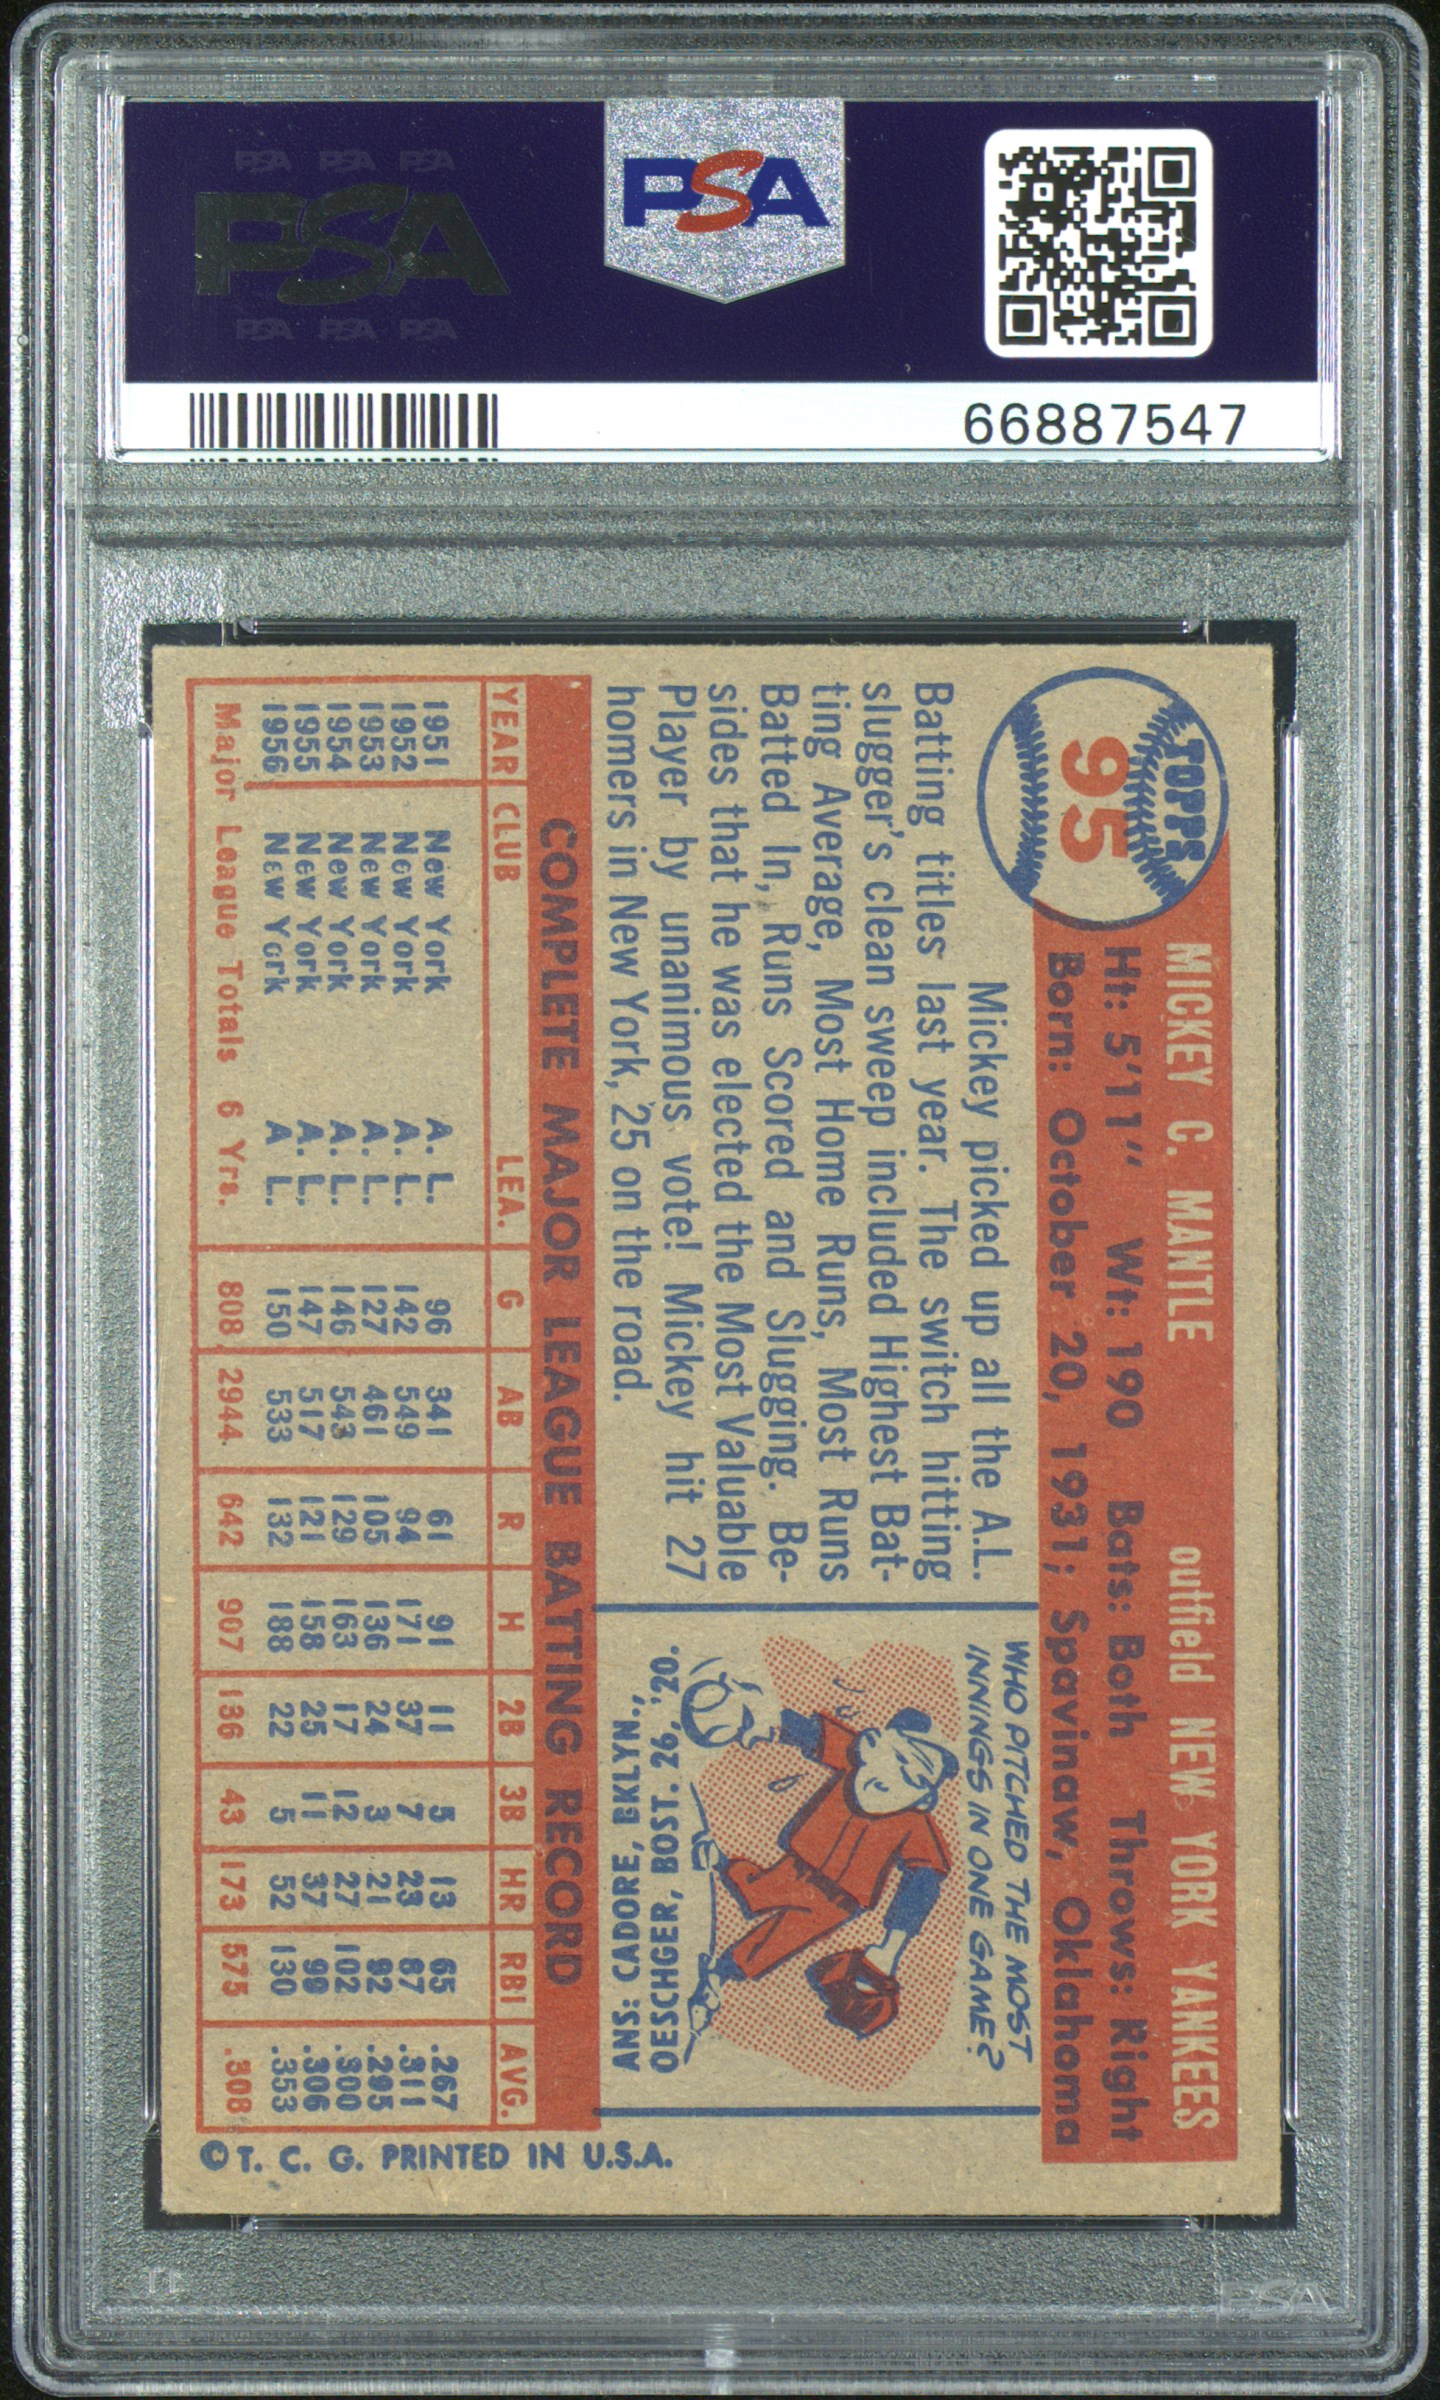 PSA PSA PSA
PSA
PSA PSA PSA
PSA
66887547
TOPPS
95
MICKEY C. MANTLE outfield NEW YORK YANKEES
Ht: 5'11" Wt: 190 Bats: Both Throws: Right
Born: October 20, 1931; Spavinaw, Oklahoma
Mickey picked up all the A.L.
Batting titles last year. The switch hitting
slugger's clean sweep included Highest Bat-
ting Average, Most Home Runs, Most Runs
Batted In, Runs Scored and Slugging. Be-
sides that he was elected the Most Valuable
Player by unanimous vote! Mickey hit 27
homers in New York, 25 on the road.
WHO PITCHED THE MOST
INNINGS IN ONE GAME?
ANS: CADORE, BKLYN.,
OESCHGER, BOST. 26, '20.
COMPLETE MAJOR LEAGUE BATTING RECORD
YEAR CLUB LEA. G AB R H 2B 3B HR RBI AVG.
1951 New York A. L. 96 341 61 91 11 5 13 65 .267
1952 New York A. L. 142 549 94 171 37 7 23 87 .311
1953 New York A. L. 127 461 105 136 24 3 21 92 .295
1954 New York A. L. 146 543 129 163 17 12 27 102 .300
1955 New York A. L. 147 517 121 158 25 11 37 99 .306
1956 New York A L. 150 533 132 188 22 5 52 130 .353
Major League Totals 6 Yrs. 808 2944 642 907 136 43 173 575 .308
© T. C. G. PRINTED IN U.S.A.
PSA